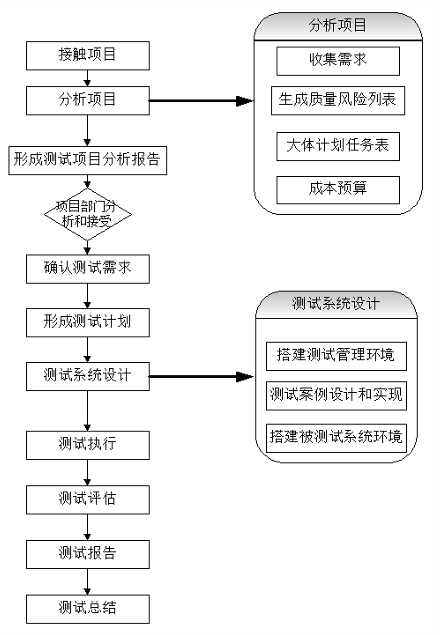 接触项目
分析项目
形成测试项目分析报告
项目部门分
析和接受
确认测试需求
形成测试计划
测试系统设计
测试执行
测试评估
测试报告
测试总结
分析项目
收集需求
生成质量风险列表
大体计划任务表
成本预算
测试系统设计
搭建测试管理环境
测试案例设计和实现
搭建被测试系统环境